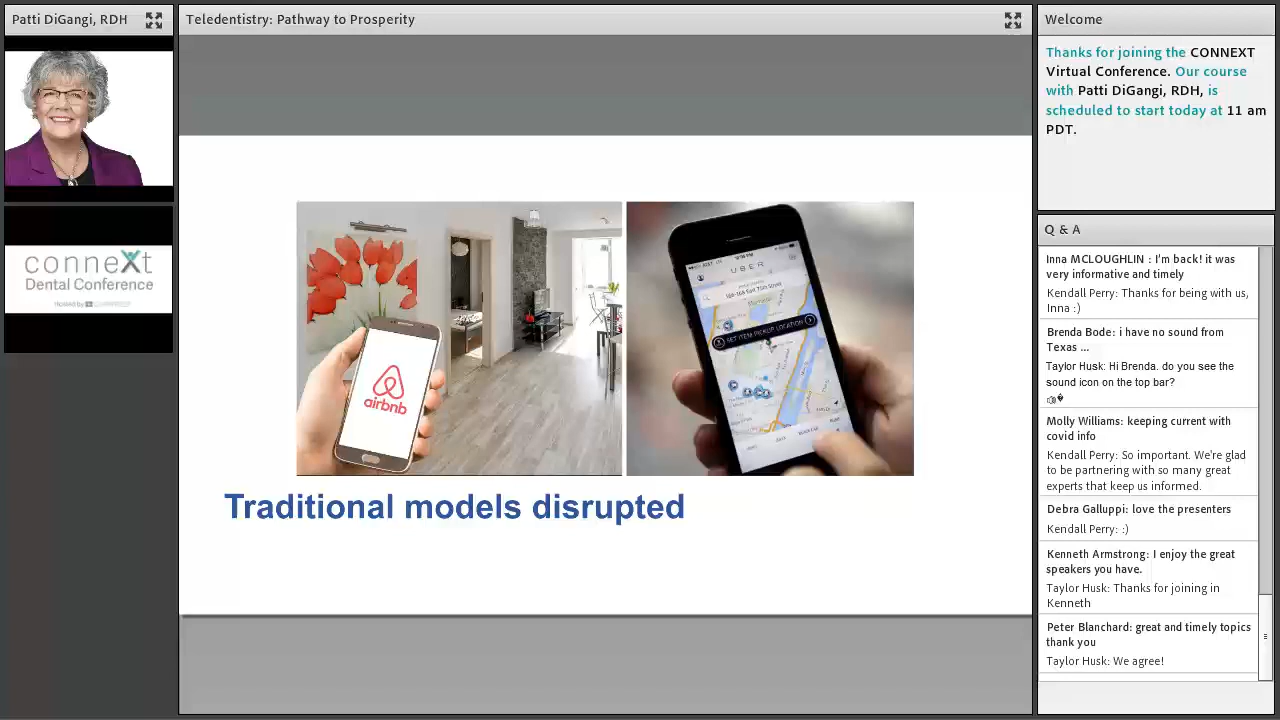 Patti DiGangi, RDH
Teledentistry: Pathway to Prosperity
Welcome
Thanks for joining the CONNEXT
Virtual Conference. Our course
with Patti DiGangi, RDH, is
scheduled to start today at 11 am
PDT.
conneXt
Dental Conference
Hosted by
airbnb
UBER
SET ITEM PICKUP LOCATION
Traditional models disrupted
Q & A
Inna MCLOUGHLIN : I'm back! it was
very informative and timely
Kendall Perry: Thanks for being with us,
Inna :)
Brenda Bode: i have no sound from
Texas ...
Taylor Husk: Hi Brenda. do you see the
sound icon on the top bar?
Molly Williams: keeping current with
covid info
Kendall Perry: So important. We're glad
to be partnering with so many great
experts that keep us informed.
Debra Galluppi: love the presenters
Kendall Perry: :)
Kenneth Armstrong: I enjoy the great
speakers you have.
Taylor Husk: Thanks for joining in
Kenneth
Peter Blanchard: great and timely topics
thank you
Taylor Husk: We agree!